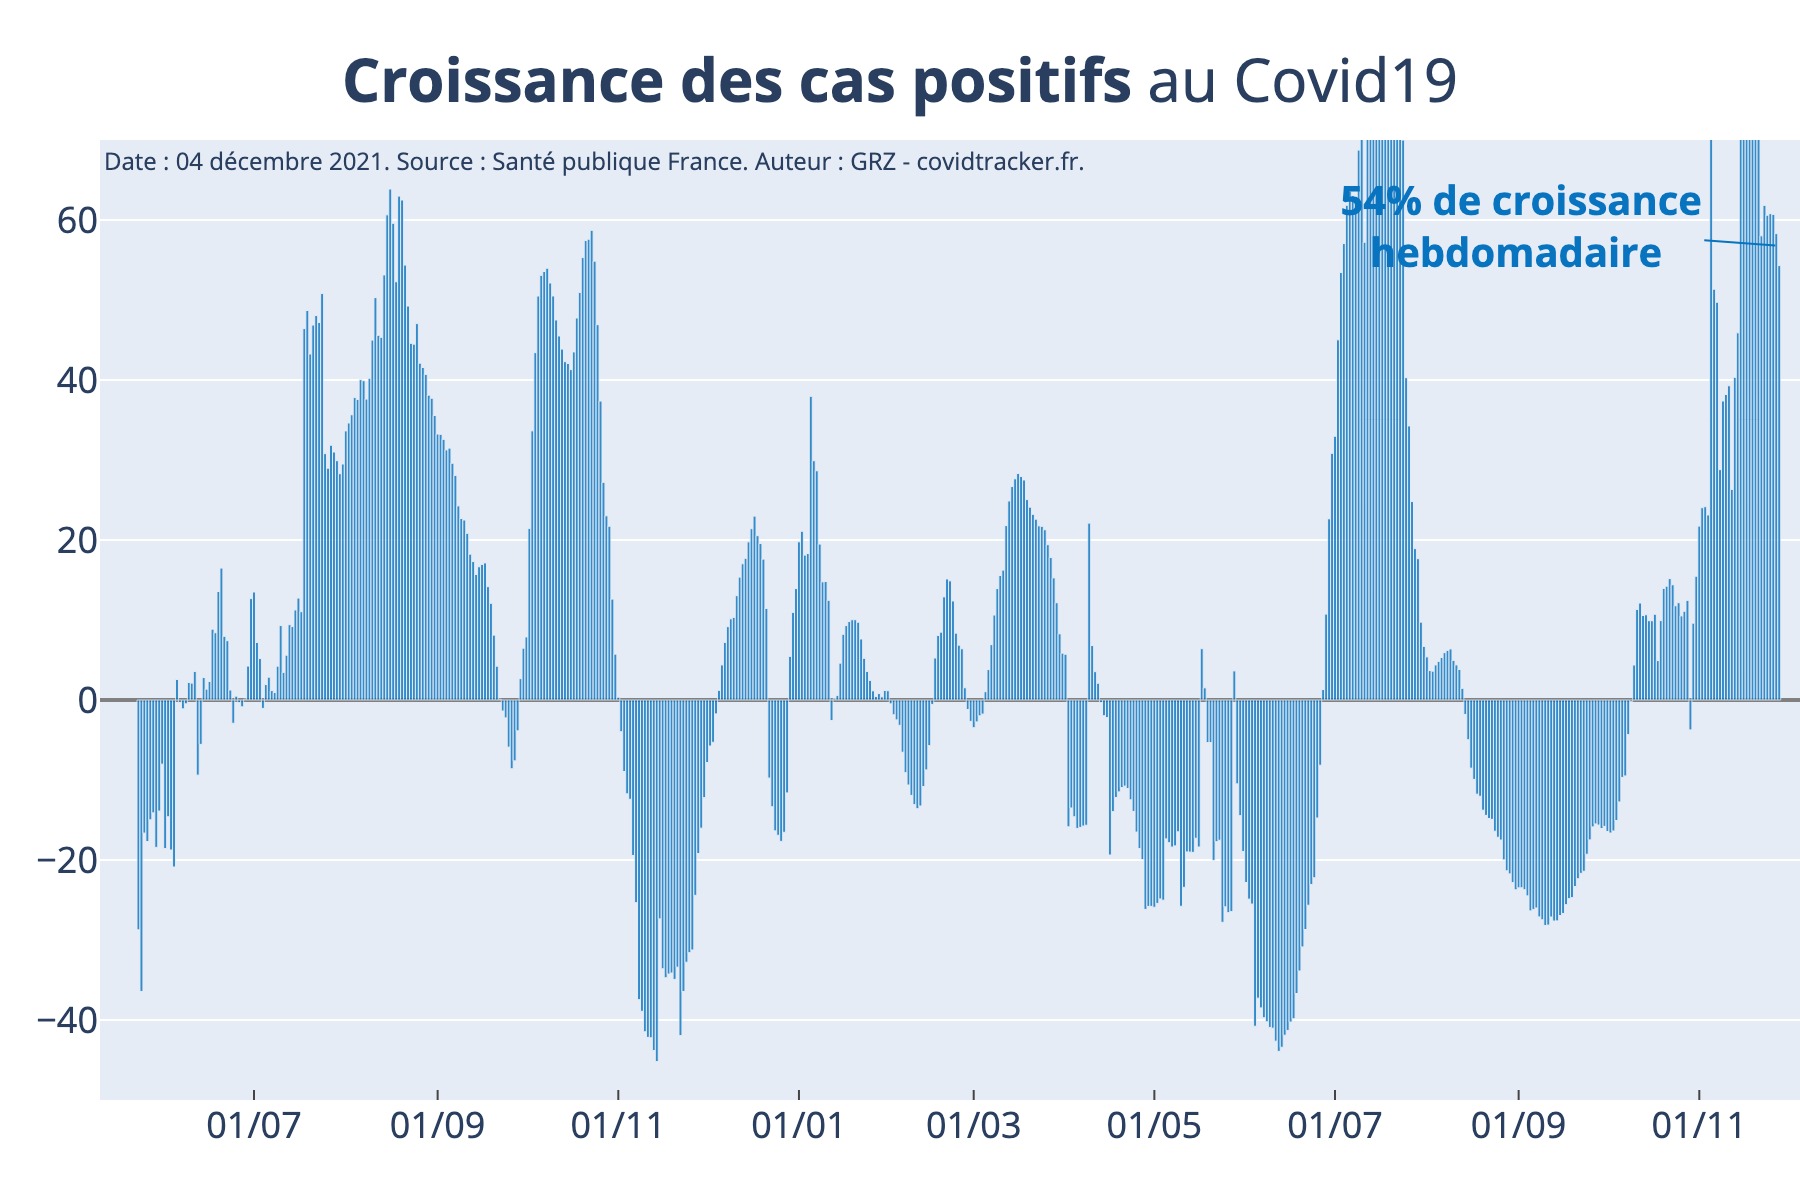 Croissance des cas positifs au Covid19
Date : 04 décembre 2021. Source : Santé publique France. Auteur : GRZ - covidtracker.fr.
54% de croissance
hebdomadaire
60
40
20
0
−20
−40
01/07 01/09 01/11 01/01 01/03 01/05 01/07 01/09 01/11